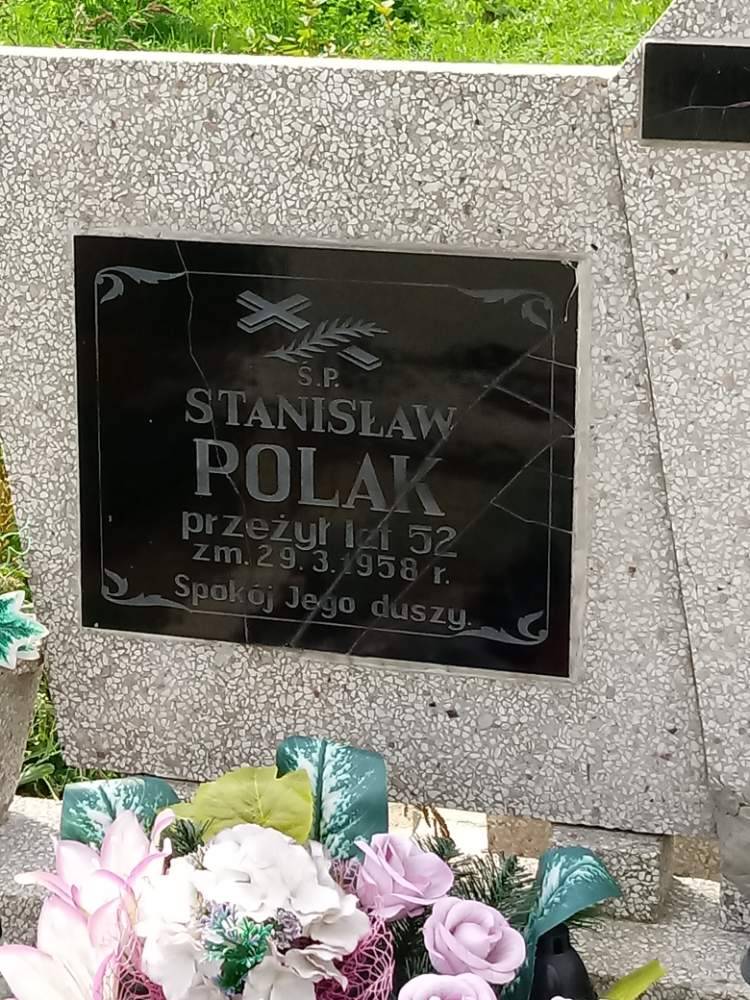 Ś.P.
STANISŁAW
POLAK
przeżył lat 52
zm. 29. 3. 1958 r.
Spokój Jego duszy.